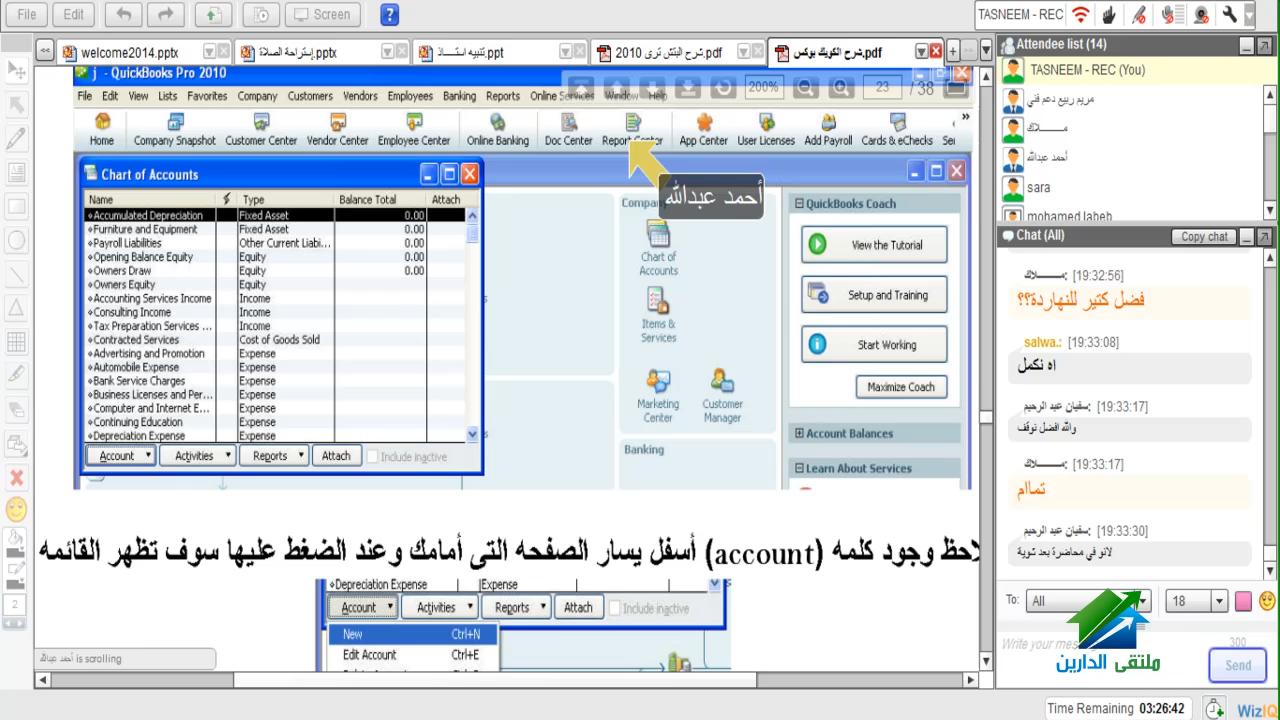 File Edit Screen ? TASNEEM - REC
welcome2014.pptx استراحة الصلاة.pptx تنبيه استــاذ.ppt شرح البتش ترى 2010.pdf شرح الكويك بوكس.pdf
Attendee list (14)
TASNEEM - REC (You)
مريم ربيع دعم فني
مـــــلاك
أحمد عبدالله
sara
mohamed laheb
j - QuickBooks Pro 2010
File Edit View Lists Favorites Company Customers Vendors Employees Banking Reports Online Services Window Help
200% 23 / 38
Home Company Snapshot Customer Center Vendor Center Employee Center Online Banking Doc Center Report Center App Center User Licenses Add Payroll Cards & eChecks Sei
أحمد عبدالله
Chart of Accounts
Name Type Balance Total Attach
Accumulated Depreciation Fixed Asset 0.00
Furniture and Equipment Fixed Asset 0.00
Payroll Liabilities Other Current Liabi... 0.00
Opening Balance Equity Equity 0.00
Owners Draw Equity 0.00
Owners Equity Equity
Accounting Services Income Income
Consulting Income Income
Tax Preparation Services ... Income
Contracted Services Cost of Goods Sold
Advertising and Promotion Expense
Automobile Expense Expense
Bank Service Charges Expense
Business Licenses and Per... Expense
Computer and Internet E... Expense
Continuing Education Expense
Depreciation Expense Expense
Account Activities Reports Attach Include inactive
Company
Chart of
Accounts
Items &
Services
Marketing
Center
Customer
Manager
Banking
QuickBooks Coach
View the Tutorial
Setup and Training
Start Working
Maximize Coach
Account Balances
Learn About Services
لاحظ وجود كلمه (account) أسفل يسار الصفحه التى أمامك وعند الضغط عليها سوف تظهر القائمه
Depreciation Expense Expense
Account Activities Reports Attach Include inactive
New Ctrl+N
Edit Account Ctrl+E
أحمد عبدالله is scrolling
2
Chat (All) Copy chat
مـــــلاك: [19:32:56]
فضل كتير للنهاردة؟؟
salwa.: [19:33:08]
اه نكمل
سفيان عبد الرحيم: [19:33:17]
والله افضل نوقف
مـــــلاك: [19:33:17]
تماام
سفيان عبد الرحيم: [19:33:30]
لانو في محاضرة بعد شوية
To: All 18
Write your mes
300
Send
ملتقى الدارين
Time Remaining 03:26:42
WizIQ